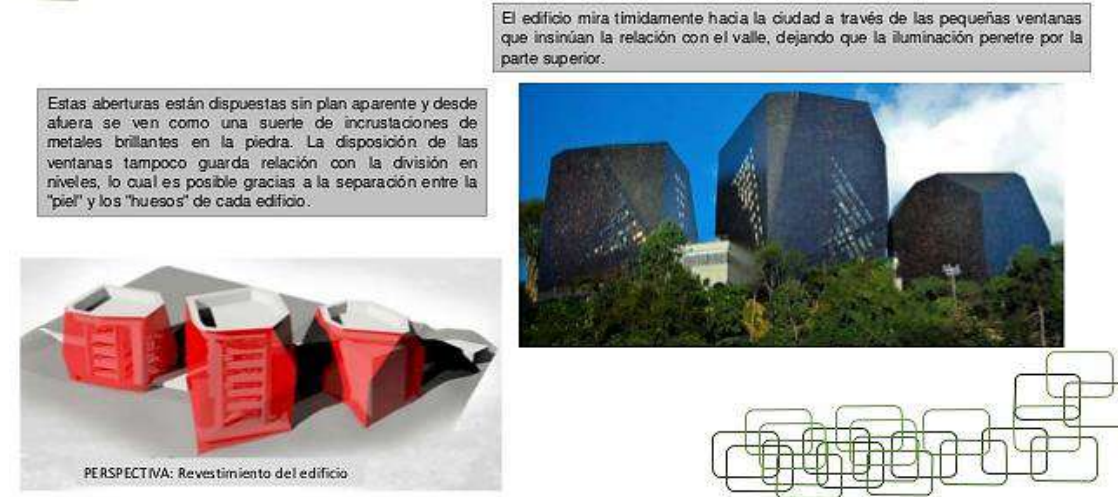 El edificio mira tímidamente hacia la ciudad a través de las pequeñas ventanas
que insinúan la relación con el valle, dejando que la iluminación penetre por la
parte superior.
Estas aberturas están dispuestas sin plan aparente y desde
afuera se ven como una suerte de incrustaciones de
metales brillantes en la piedra. La disposición de las
ventanas tampoco guarda relación con la división en
niveles, lo cual es posible gracias a la separación entre la
"piel" y los "huesos" de cada edificio.
PERSPECTIVA: Revestimiento del edificio